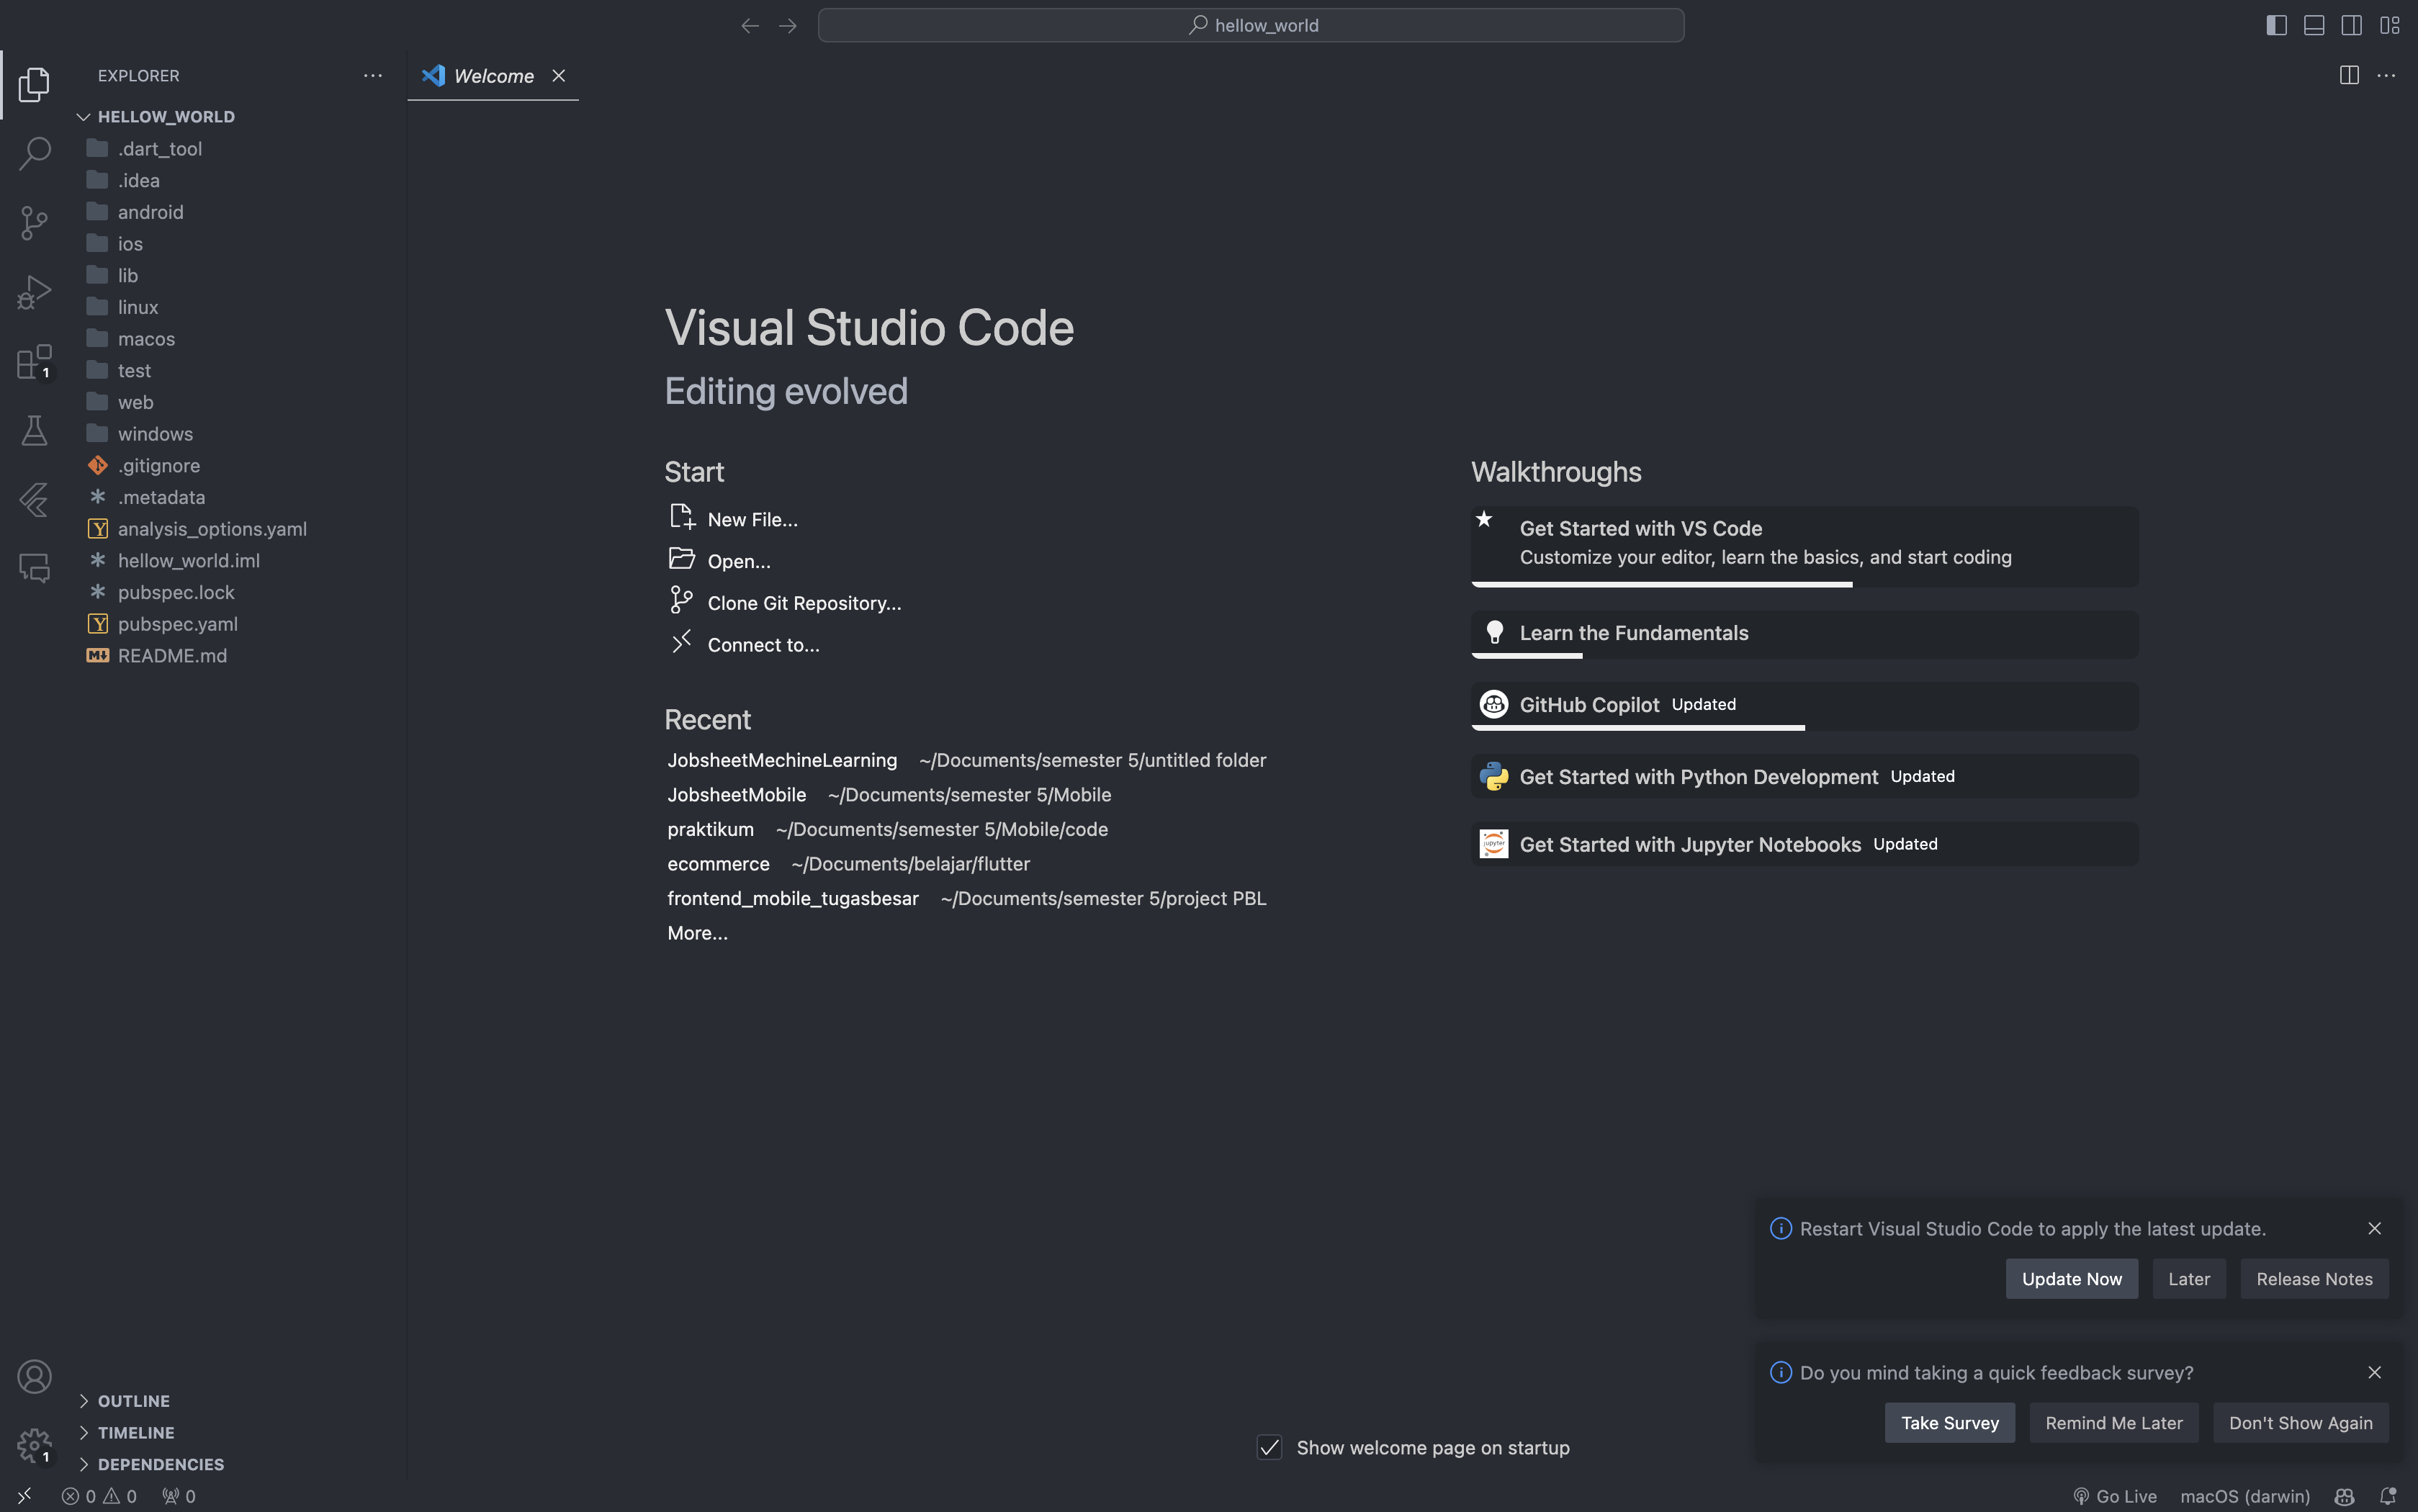 hellow_world
EXPLORER
Welcome
HELLOW_WORLD
.dart_tool
.idea
android
ios
lib
linux
macos
test
web
windows
.gitignore
.metadata
analysis_options.yaml
hellow_world.iml
pubspec.lock
pubspec.yaml
README.md
OUTLINE
TIMELINE
DEPENDENCIES
1
1
Visual Studio Code
Editing evolved
Start
New File...
Open...
Clone Git Repository...
Connect to...
Recent
JobsheetMechineLearning ~/Documents/semester 5/untitled folder
JobsheetMobile ~/Documents/semester 5/Mobile
praktikum ~/Documents/semester 5/Mobile/code
ecommerce ~/Documents/belajar/flutter
frontend_mobile_tugasbesar ~/Documents/semester 5/project PBL
More...
Walkthroughs
Get Started with VS Code
Customize your editor, learn the basics, and start coding
Learn the Fundamentals
GitHub Copilot Updated
Get Started with Python Development Updated
jupyter
Get Started with Jupyter Notebooks Updated
Show welcome page on startup
Restart Visual Studio Code to apply the latest update.
Update Now Later Release Notes
Do you mind taking a quick feedback survey?
Take Survey Remind Me Later Don't Show Again
0 0 0
Go Live macOS (darwin)